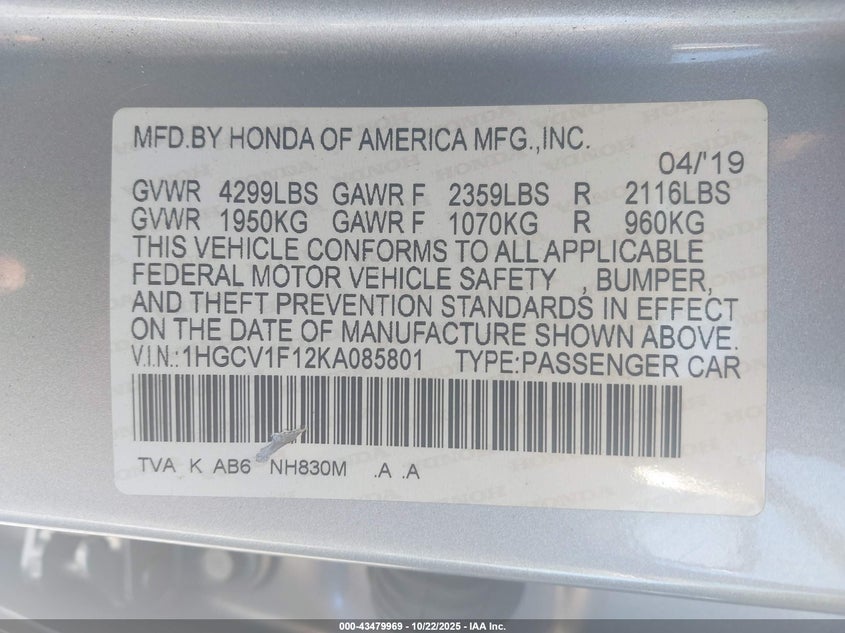 MFD.BY HONDA OF AMERICA MFG.,INC.
04/'19
GVWR 4299LBS GAWR F 2359LBS R 2116LBS
GVWR 1950KG GAWR F 1070KG R 960KG
THIS VEHICLE CONFORMS TO ALL APPLICABLE
FEDERAL MOTOR VEHICLE SAFETY , BUMPER,
AND THEFT PREVENTION STANDARDS IN EFFECT
ON THE DATE OF MANUFACTURE SHOWN ABOVE.
V.I.N.:1HGCV1F12KA085801 TYPE:PASSENGER CAR
TVA K AB6 NH830M .A .A
000-43479969 | 10/22/2025 – IAA Inc.